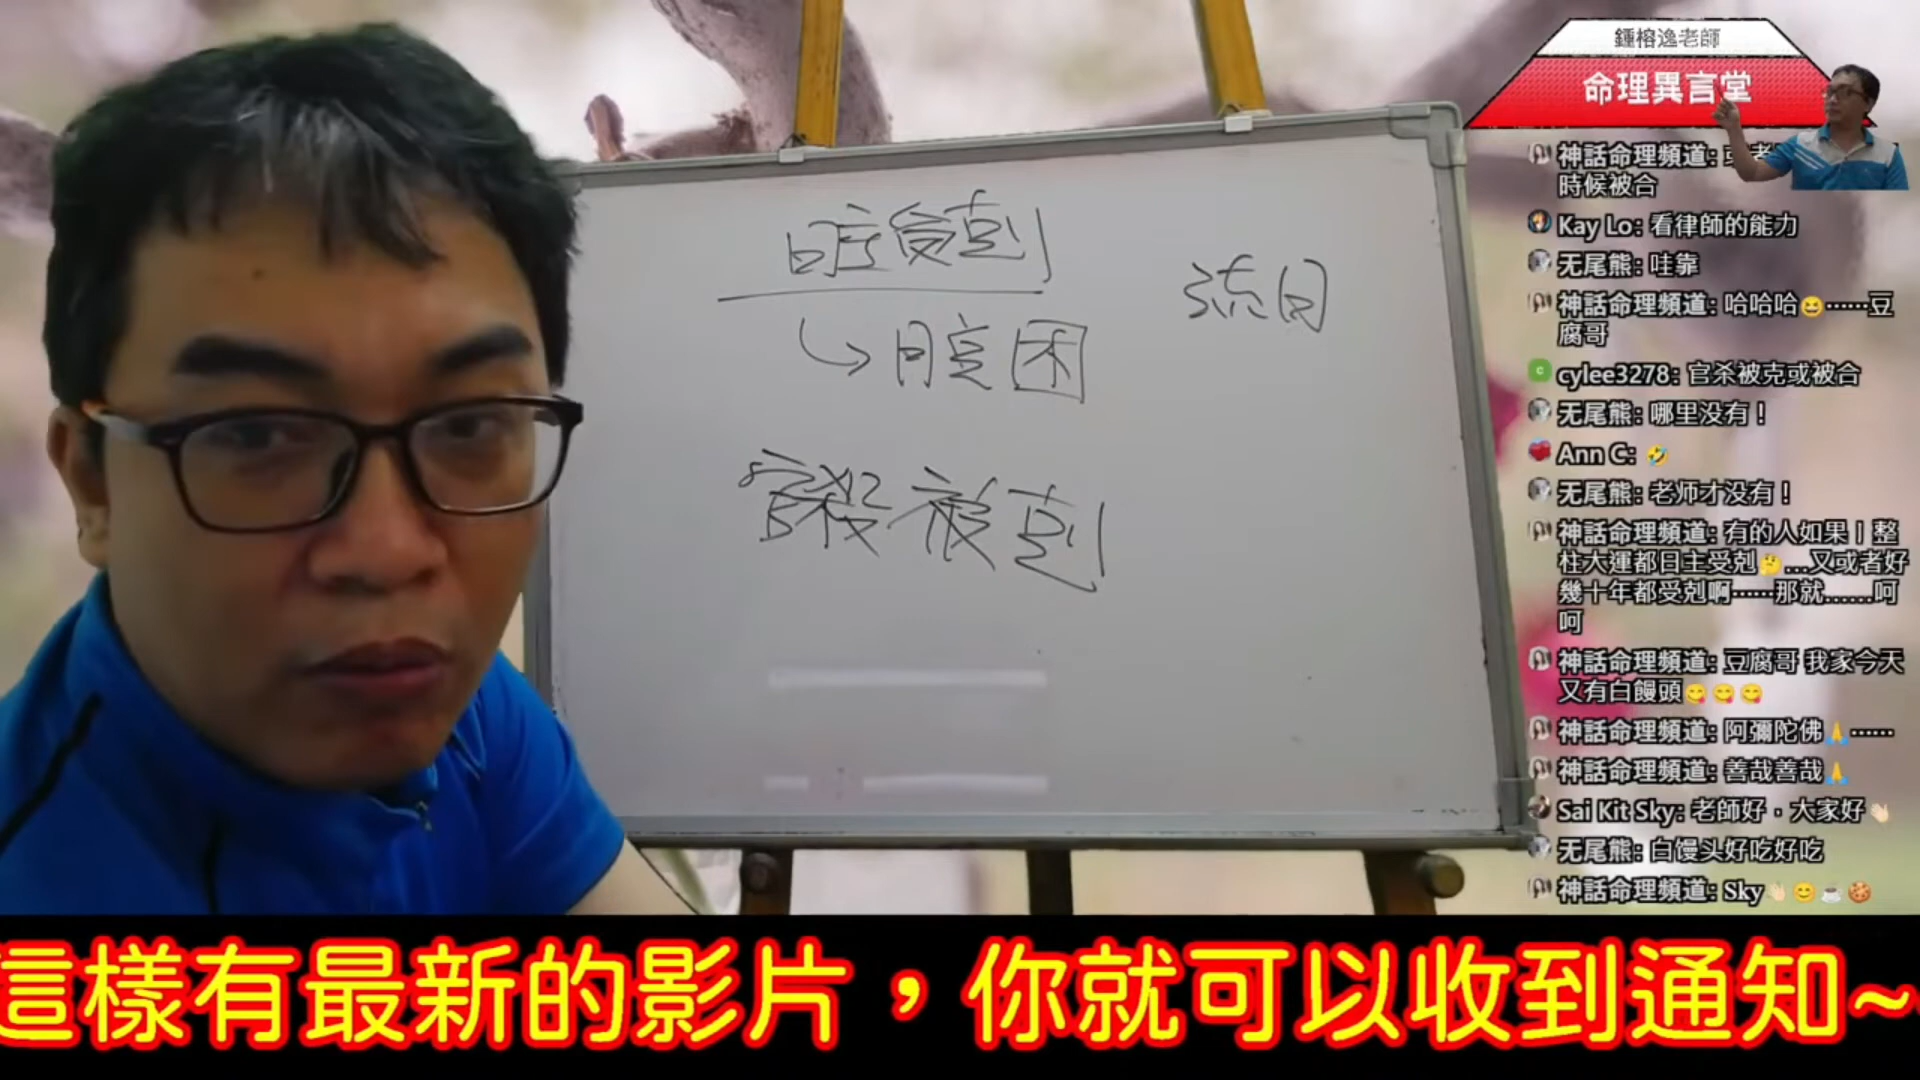 日主受剋
流日
日主困
官殺被剋
鍾榕逸老師
命理異言堂
神話命理頻道: 或者
時候被合
Kay Lo: 看律師的能力
无尾熊: 哇靠
神話命理頻道: 哈哈哈😆⋯⋯豆
腐哥
cylee3278: 官杀被克或被合
无尾熊: 哪里没有！
Ann C: 🤣
无尾熊: 老师才没有！
神話命理頻道: 有的人如果丨整
柱大運都日主受剋🤔...又或者好
幾十年都受剋啊⋯⋯那就......呵
呵
神話命理頻道: 豆腐哥 我家今天
又有白饅頭😋😋😋
神話命理頻道: 阿彌陀佛🙏⋯⋯
神話命理頻道: 善哉善哉🙏
Sai Kit Sky: 老師好，大家好👋🏻
无尾熊: 白馒头好吃好吃
神話命理頻道: Sky👋🏻😊☕🍪
這樣有最新的影片，你就可以收到通知~